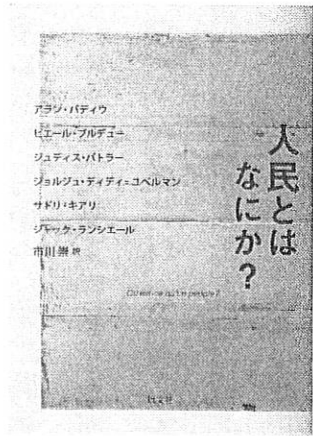 人民とは
なにか?
アラン・バディウ
ピエール・ブルデュー
ジュディス・バトラー
ジョルジュ・ディディ=ユベルマン
サドリ・キアリ
ジャック・ランシエール
市川崇 訳
Qu'est-ce qu'un peuple?